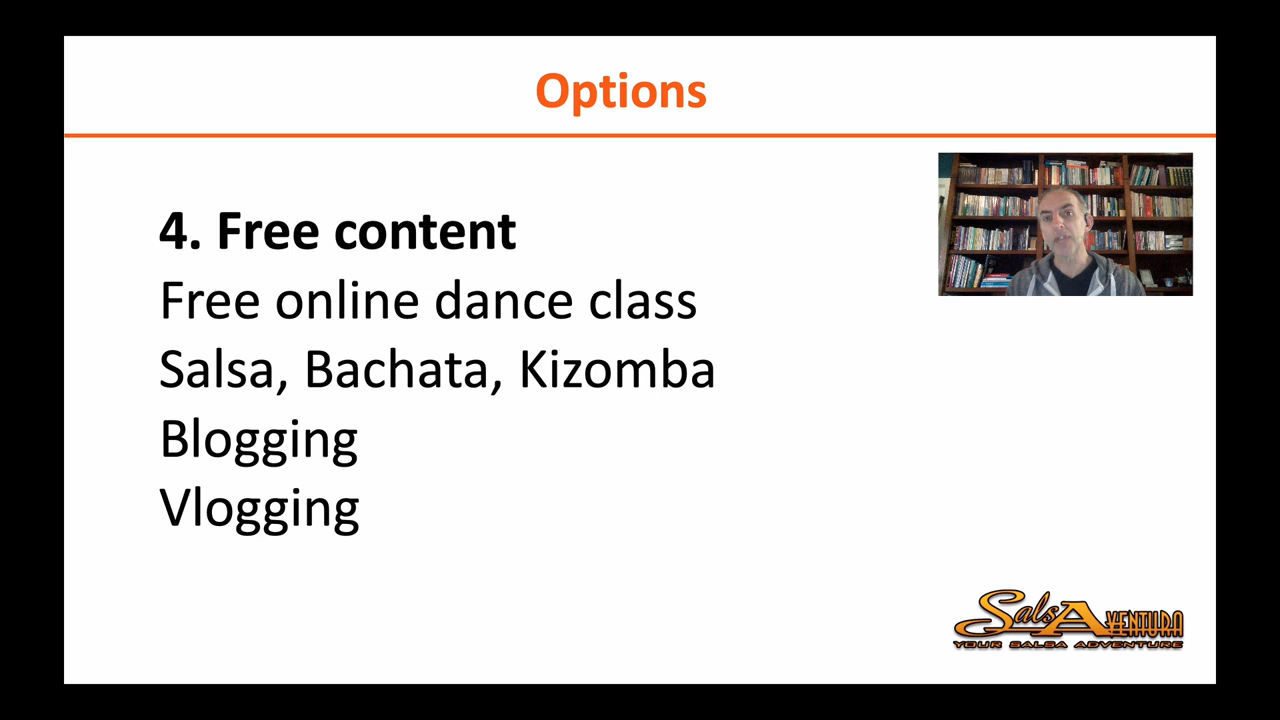 Options
4. Free content
Free online dance class
Salsa, Bachata, Kizomba
Blogging
Vlogging
SalsAventura
YOUR SALSA ADVENTURE